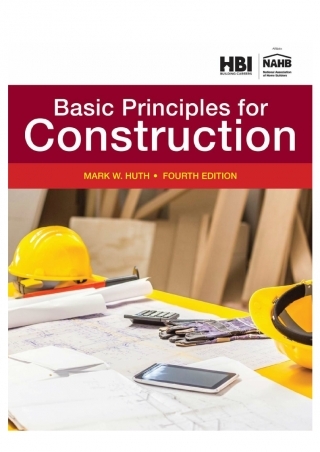 HBI
BUILDING CAREERS
NAHB
National Association
of Home Builders
Basic Principles for
Construction
MARK W. HUTH • FOURTH EDITION